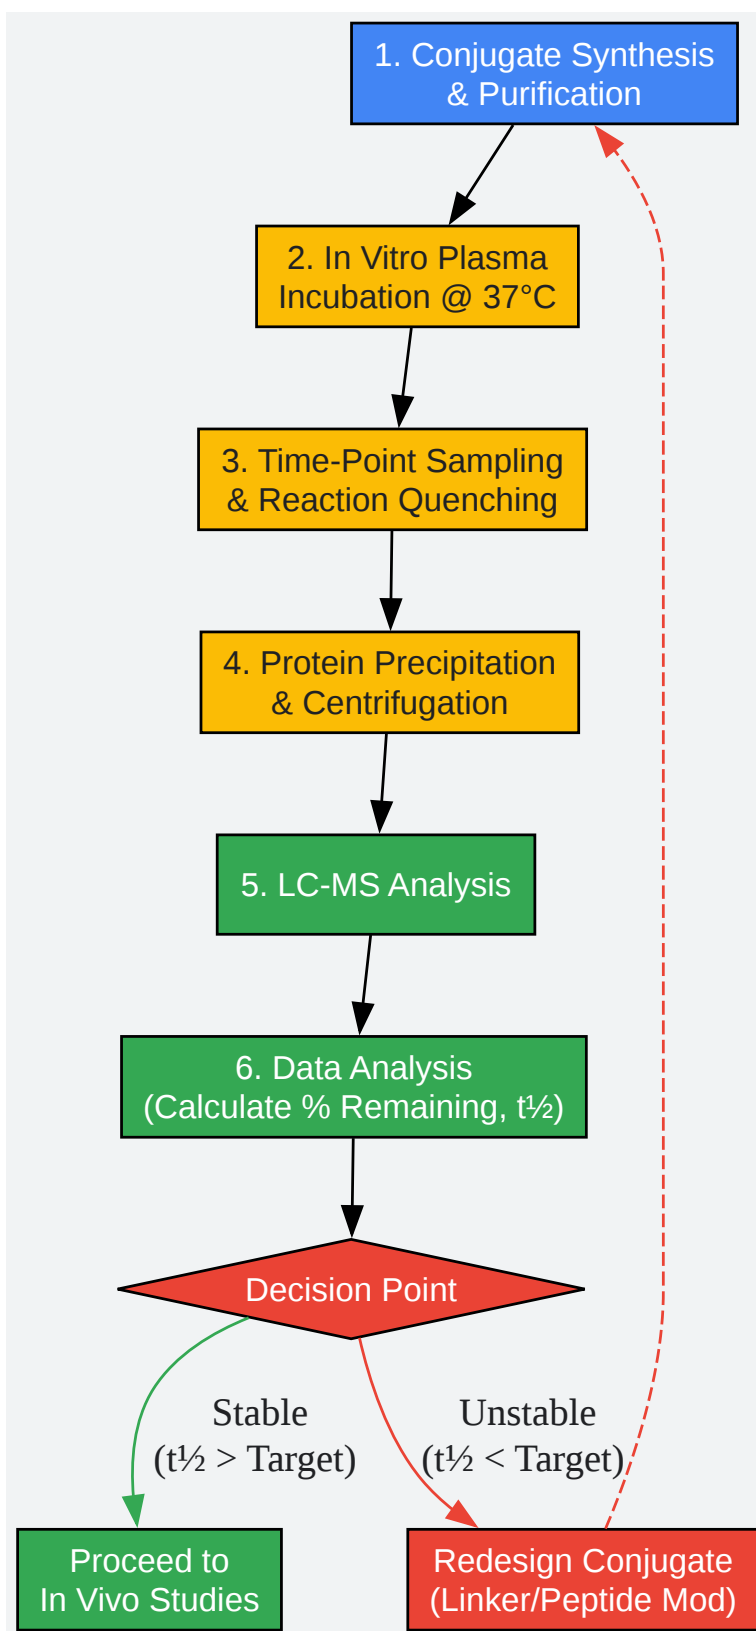 1. Conjugate Synthesis
& Purification
2. In Vitro Plasma
Incubation @ 37°C
3. Time-Point Sampling
& Reaction Quenching
4. Protein Precipitation
& Centrifugation
5. LC-MS Analysis
6. Data Analysis
(Calculate % Remaining, t½)
Decision Point
Stable
(t½ > Target)
Unstable
(t½ < Target)
Proceed to
In Vivo Studies
Redesign Conjugate
(Linker/Peptide Mod)